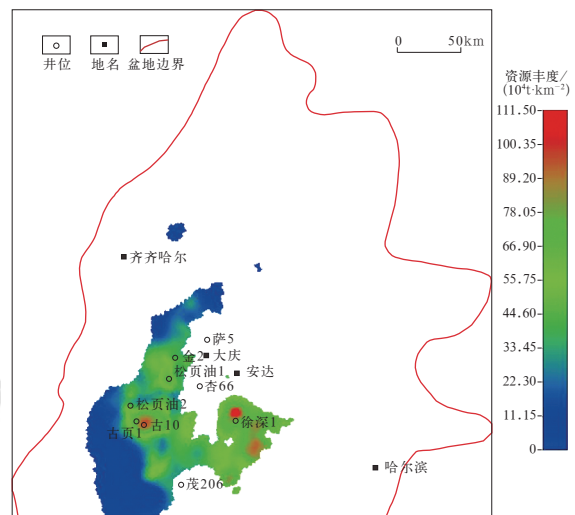 井位 地名 盆地边界
0 50km
资源丰度/
(10⁴t·km⁻²)
111.50
100.35
89.20
78.05
66.90
55.75
44.60
33.45
22.30
11.15
0
齐齐哈尔
萨5
金2 大庆
松页油1 安达
杏66
松页油2
古页1 古10 徐深1
哈尔滨
茂206